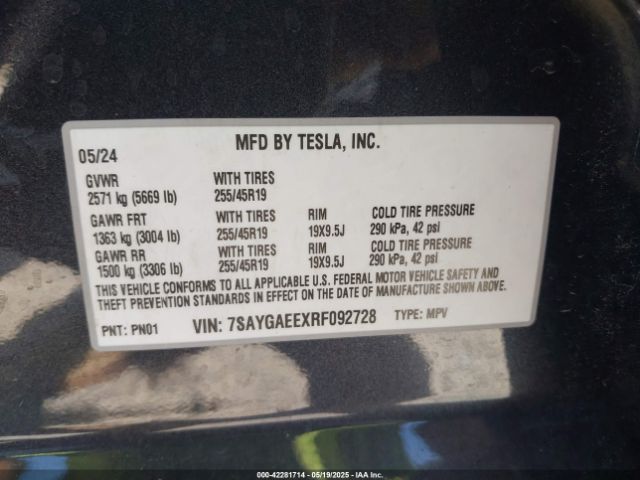 MFD BY TESLA, INC.
05/24
GVWR WITH TIRES
2571 kg (5669 lb) 255/45R19
GAWR FRT WITH TIRES RIM COLD TIRE PRESSURE
1363 kg (3004 lb) 255/45R19 19X9.5J 290 kPa, 42 psi
GAWR RR WITH TIRES RIM COLD TIRE PRESSURE
1500 kg (3306 lb) 255/45R19 19X9.5J 290 kPa, 42 psi
THIS VEHICLE CONFORMS TO ALL APPLICABLE U.S. FEDERAL MOTOR VEHICLE SAFETY AND
THEFT PREVENTION STANDARDS IN EFFECT ON THE DATE OF MANUFACTURE SHOWN ABOVE.
PNT: PN01 VIN: 7SAYGAEEXRF092728 TYPE: MPV
000-42281714 - 05/19/2025 - IAA Inc.